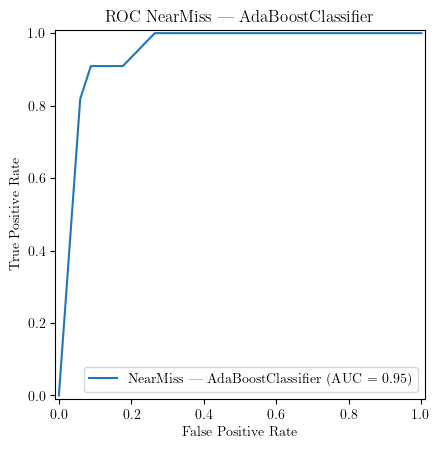 ROC NearMiss — AdaBoostClassifier
1.0
0.8
0.6
0.4
0.2
0.0
True Positive Rate
NearMiss — AdaBoostClassifier (AUC = 0.95)
0.0 0.2 0.4 0.6 0.8 1.0
False Positive Rate